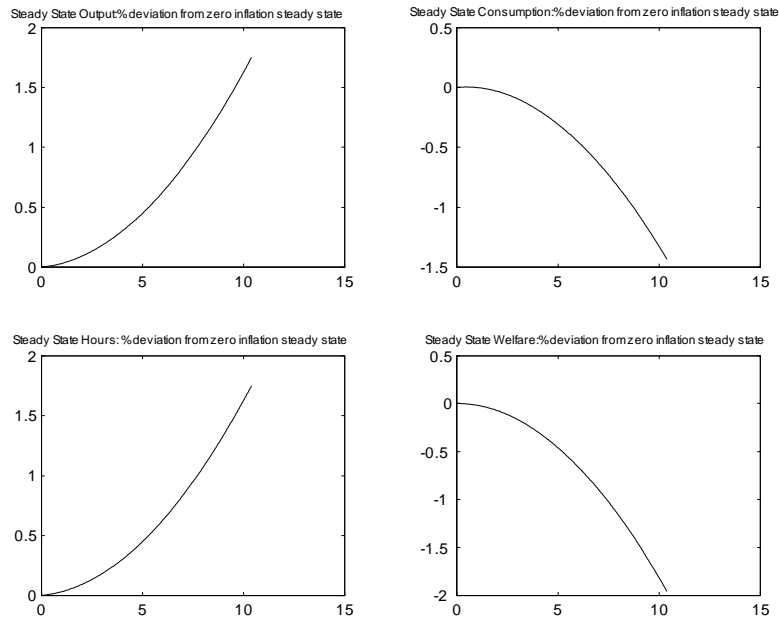 Steady State Output:% deviation from zero inflation steady state
2
1.5
1
0.5
0
0 5 10 15
Steady State Consumption:% deviation from zero inflation steady state
0.5
0
-0.5
-1
-1.5
0 5 10 15
Steady State Hours: % deviation from zero inflation steady state
2
1.5
1
0.5
0
0 5 10 15
Steady State Welfare:% deviation from zero inflation steady state
0.5
0
-0.5
-1
-1.5
-2
0 5 10 15